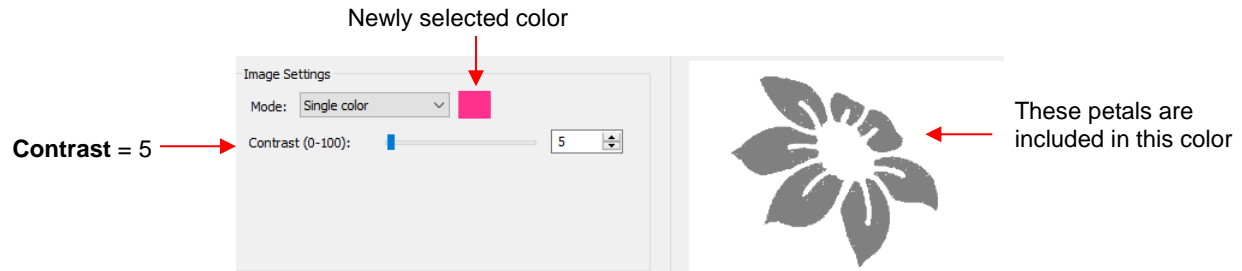 Newly selected color
Image Settings
Mode: Single color
Contrast (0-100): 5
Contrast = 5
These petals are
included in this color